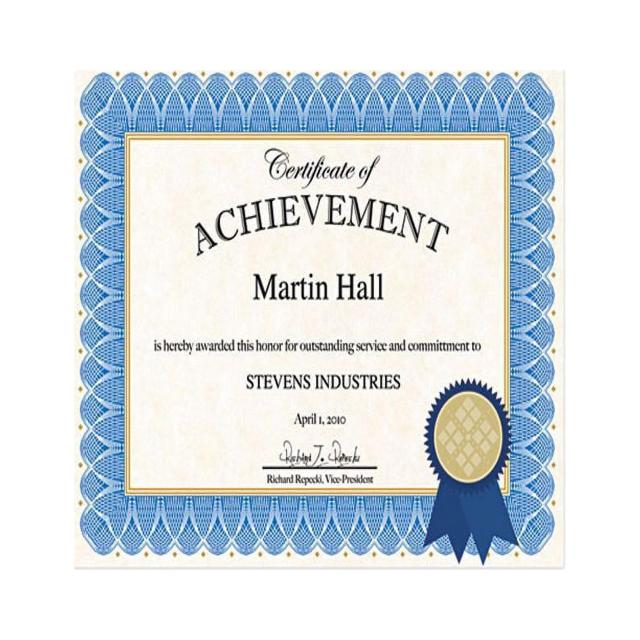 Certificate of
ACHIEVEMENT
Martin Hall
is hereby awarded this honor for outstanding service and committment to
STEVENS INDUSTRIES
April 1, 2010
Richard J. Repecki
Richard Repecki, Vice-President